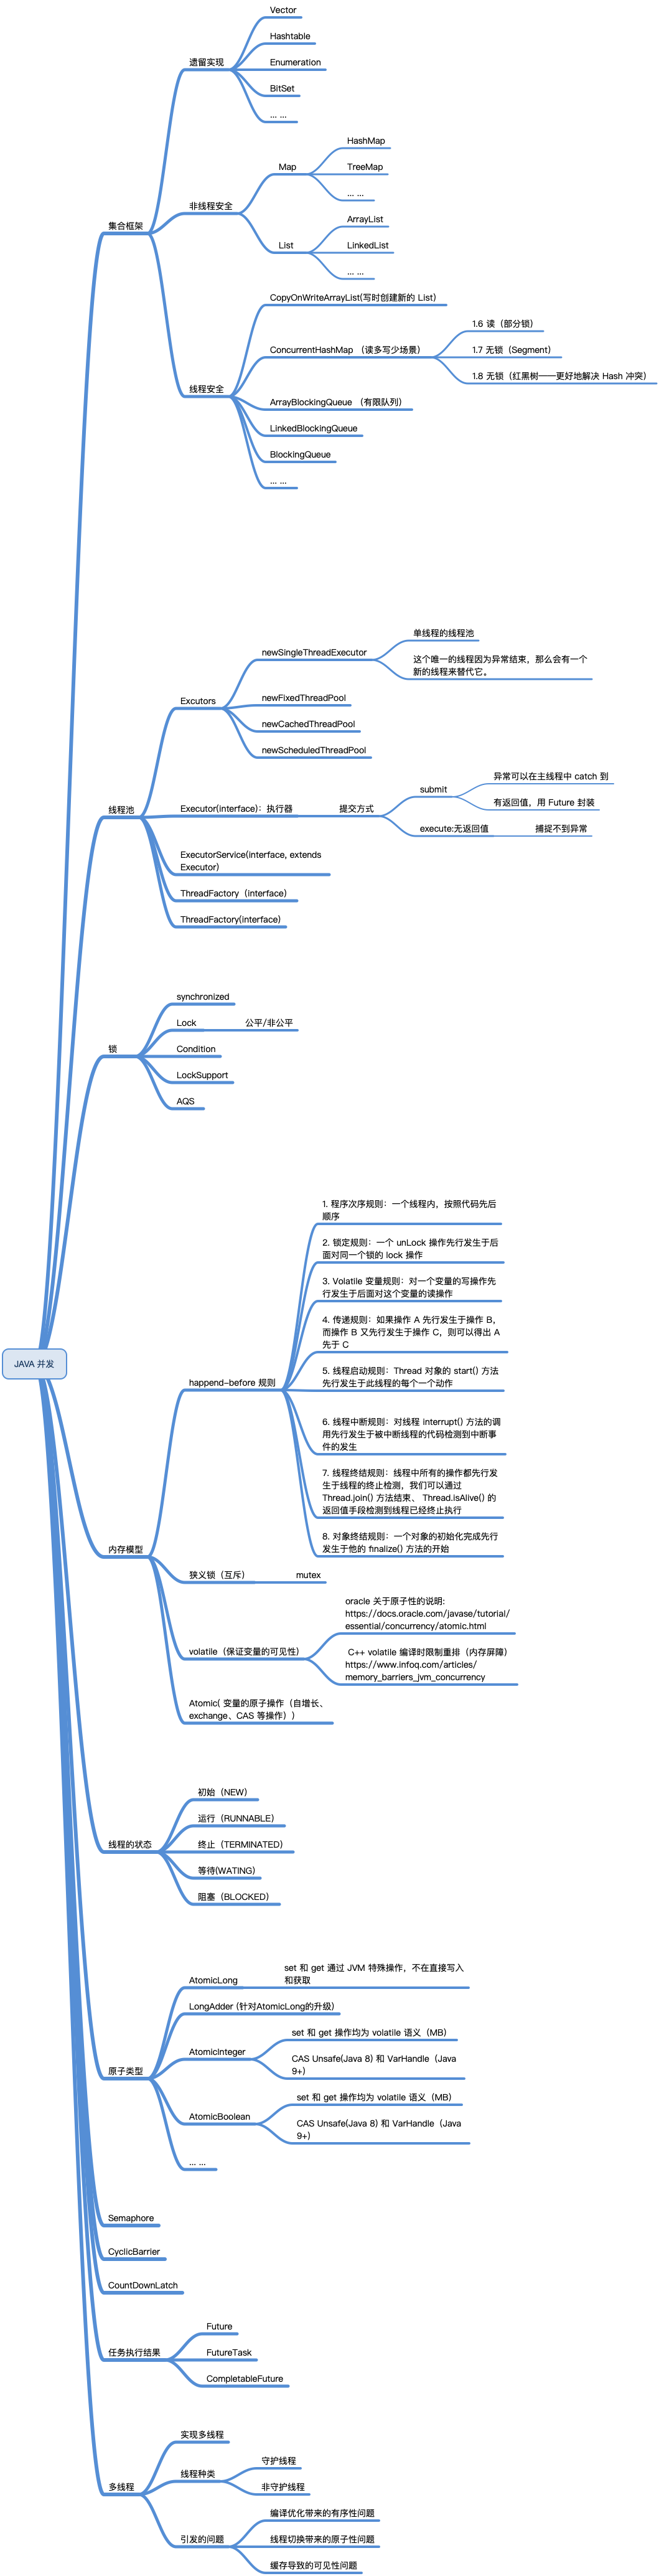 JAVA 并发
集合框架
遗留实现
Vector
Hashtable
Enumeration
BitSet
... ...
非线程安全
Map
HashMap
TreeMap
... ...
List
ArrayList
LinkedList
... ...
线程安全
CopyOnWriteArrayList(写时创建新的 List)
ConcurrentHashMap （读多写少场景）
1.6 读（部分锁）
1.7 无锁（Segment）
1.8 无锁（红黑树——更好地解决 Hash 冲突）
ArrayBlockingQueue （有限队列）
LinkedBlockingQueue
BlockingQueue
... ...
线程池
Excutors
newSingleThreadExecutor
单线程的线程池
这个唯一的线程因为异常结束，那么会有一个
新的线程来替代它。
newFixedThreadPool
newCachedThreadPool
newScheduledThreadPool
Executor(interface)：执行器
提交方式
submit
异常可以在主线程中 catch 到
有返回值，用 Future 封装
execute:无返回值
捕捉不到异常
ExecutorService(interface, extends
Executor)
ThreadFactory（interface)
ThreadFactory(interface)
锁
synchronized
Lock
公平/非公平
Condition
LockSupport
AQS
内存模型
happend-before 规则
1. 程序次序规则：一个线程内，按照代码先后
顺序
2. 锁定规则：一个 unLock 操作先行发生于后
面对同一个锁的 lock 操作
3. Volatile 变量规则：对一个变量的写操作先
行发生于后面对这个变量的读操作
4. 传递规则：如果操作 A 先行发生于操作 B，
而操作 B 又先行发生于操作 C，则可以得出 A
先于 C
5. 线程启动规则：Thread 对象的 start() 方法
先行发生于此线程的每个一个动作
6. 线程中断规则：对线程 interrupt() 方法的调
用先行发生于被中断线程的代码检测到中断事
件的发生
7. 线程终结规则：线程中所有的操作都先行发
生于线程的终止检测，我们可以通过
Thread.join() 方法结束、 Thread.isAlive() 的
返回值手段检测到线程已经终止执行
8. 对象终结规则：一个对象的初始化完成先行
发生于他的 finalize() 方法的开始
狭义锁（互斥）
mutex
volatile（保证变量的可见性）
oracle 关于原子性的说明:
https://docs.oracle.com/javase/tutorial/
essential/concurrency/atomic.html
C++ volatile 编译时限制重排（内存屏障）
https://www.infoq.com/articles/
memory_barriers_jvm_concurrency
Atomic( 变量的原子操作（自增长、
exchange、CAS 等操作））
线程的状态
初始（NEW）
运行（RUNNABLE）
终止（TERMINATED）
等待(WATING)
阻塞（BLOCKED）
原子类型
AtomicLong
set 和 get 通过 JVM 特殊操作，不在直接写入
和获取
LongAdder (针对AtomicLong的升级)
AtomicInteger
set 和 get 操作均为 volatile 语义（MB）
CAS Unsafe(Java 8) 和 VarHandle（Java
9+)
AtomicBoolean
set 和 get 操作均为 volatile 语义（MB）
CAS Unsafe(Java 8) 和 VarHandle（Java
9+)
... ...
Semaphore
CyclicBarrier
CountDownLatch
任务执行结果
Future
FutureTask
CompletableFuture
多线程
实现多线程
线程种类
守护线程
非守护线程
引发的问题
编译优化带来的有序性问题
线程切换带来的原子性问题
缓存导致的可见性问题